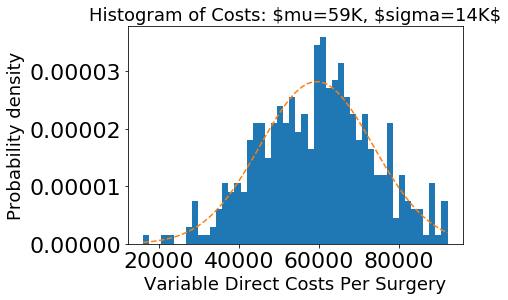 Histogram of Costs: $mu=59K, $sigma=14K$
Probability density
0.00003
0.00002
0.00001
0.00000
20000 40000 60000 80000
Variable Direct Costs Per Surgery